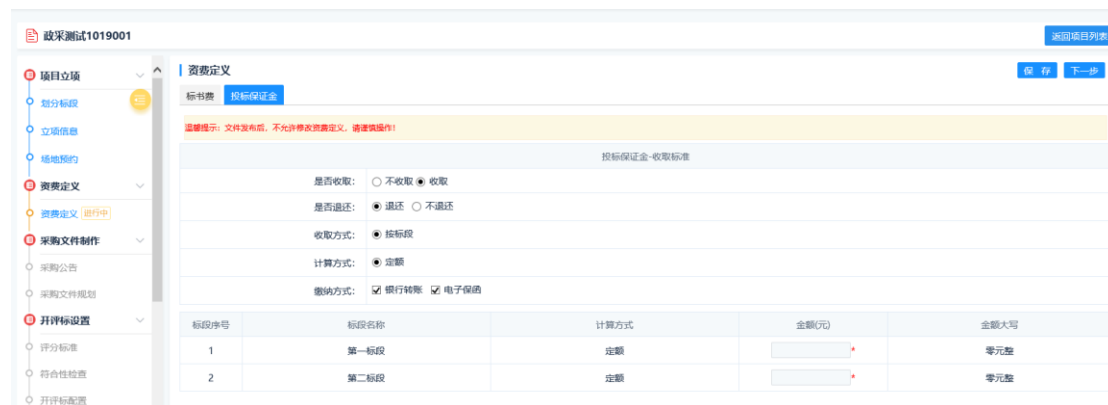 政采测试1019001
返回项目列表
项目立项
划分标段
立项信息
场地预约
资费定义
资费定义 进行中
采购文件制作
采购公告
采购文件规划
开评标设置
评分标准
符合性检查
开评标配置
资费定义
保 存 下一步
标书费 投标保证金
温馨提示：文件发布后，不允许修改资费定义，请谨慎操作！
投标保证金-收取标准
是否收取： 不收取 收取
是否退还： 退还 不退还
收取方式： 按标段
计算方式： 定额
缴纳方式： 银行转账 电子保函
标段序号 标段名称 计算方式 金额(元) 金额大写
1 第一标段 定额 * 零元整
2 第二标段 定额 * 零元整